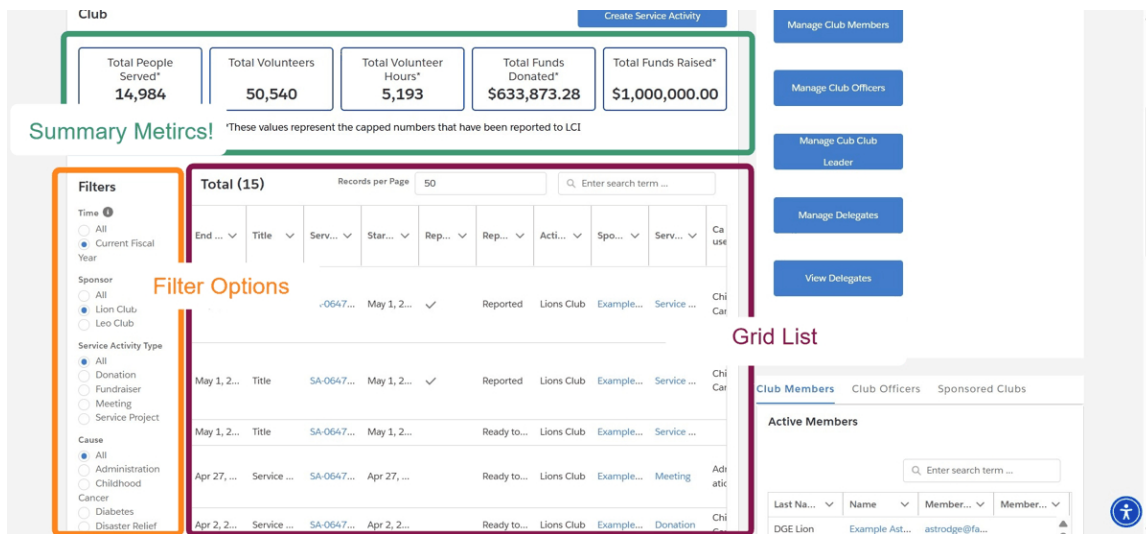 Club
Create Service Activity
Total People Served*
14,984
Total Volunteers
50,540
Total Volunteer Hours*
5,193
Total Funds Donated*
$633,873.28
Total Funds Raised*
$1,000,000.00
Summary Metircs!
*These values represent the capped numbers that have been reported to LCI
Filters
Time
All
Current Fiscal
Year
Sponsor
All
Lion Club
Leo Club
Service Activity Type
All
Donation
Fundraiser
Meeting
Service Project
Cause
All
Administration
Childhood
Cancer
Diabetes
Disaster Relief
Filter Options
Total (15) Records per Page 50 Enter search term ...
End ... Title Serv... Star... Rep... Rep... Acti... Spo... Serv... Ca
use
-0647... May 1, 2... Reported Lions Club Example... Service ... Chi
Car
Grid List
May 1, 2... Title SA-0647... May 1, 2... Reported Lions Club Example... Service ... Chi
Car
May 1, 2... Title SA-0647... May 1, 2... Ready to... Lions Club Example... Service ...
Apr 27, ... Service ... SA-0647... Apr 27, ... Ready to... Lions Club Example... Meeting Adr
atic
Apr 2, 2... Service ... SA-0647... Apr 2, 2... Ready to... Lions Club Example... Donation Chi
Manage Club Members
Manage Club Officers
Manage Cub Club
Leader
Manage Delegates
View Delegates
Club Members Club Officers Sponsored Clubs
Active Members
Enter search term ...
Last Na... Name Member... Member...
DGE Lion Example Ast... astrodge@fa...